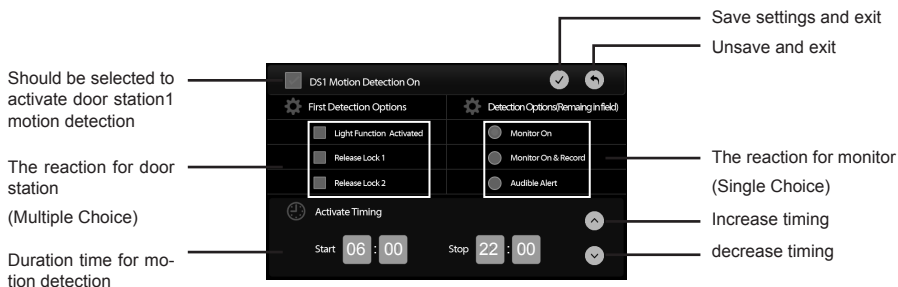 Save settings and exit
Unsave and exit
Should be selected to
activate door station1
motion detection
DS1 Motion Detection On
First Detection Options
Detection Options(Remaing in field)
Light Function Activated
Monitor On
Release Lock 1
Monitor On & Record
Release Lock 2
Audible Alert
The reaction for door
station
(Multiple Choice)
The reaction for monitor
(Single Choice)
Activate Timing
Increase timing
Start 06 : 00 Stop 22 : 00
decrease timing
Duration time for mo-
tion detection